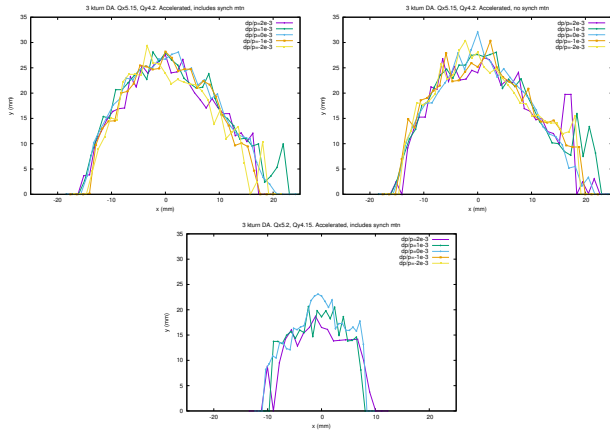 3 kturn DA. Qx5.15, Qy4.2. Accelerated, includes synch mtn
35
30
25
20
15
10
5
0
y (mm)
-20 -10 0 10 20
x (mm)
dp/p=2e-3
dp/p=1e-3
dp/p=0e-3
dp/p=-1e-3
dp/p=-2e-3
3 kturn DA. Qx5.15, Qy4.2. Accelerated, no synch mtn
35
30
25
20
15
10
5
0
y (mm)
-20 -10 0 10 20
x (mm)
dp/p=2e-3
dp/p=1e-3
dp/p=0e-3
dp/p=-1e-3
dp/p=-2e-3
3 kturn DA. Qx5.2, Qy4.15. Accelerated, includes synch mtn
35
30
25
20
15
10
5
0
y (mm)
-20 -10 0 10 20
x (mm)
dp/p=2e-3
dp/p=1e-3
dp/p=0e-3
dp/p=-1e-3
dp/p=-2e-3